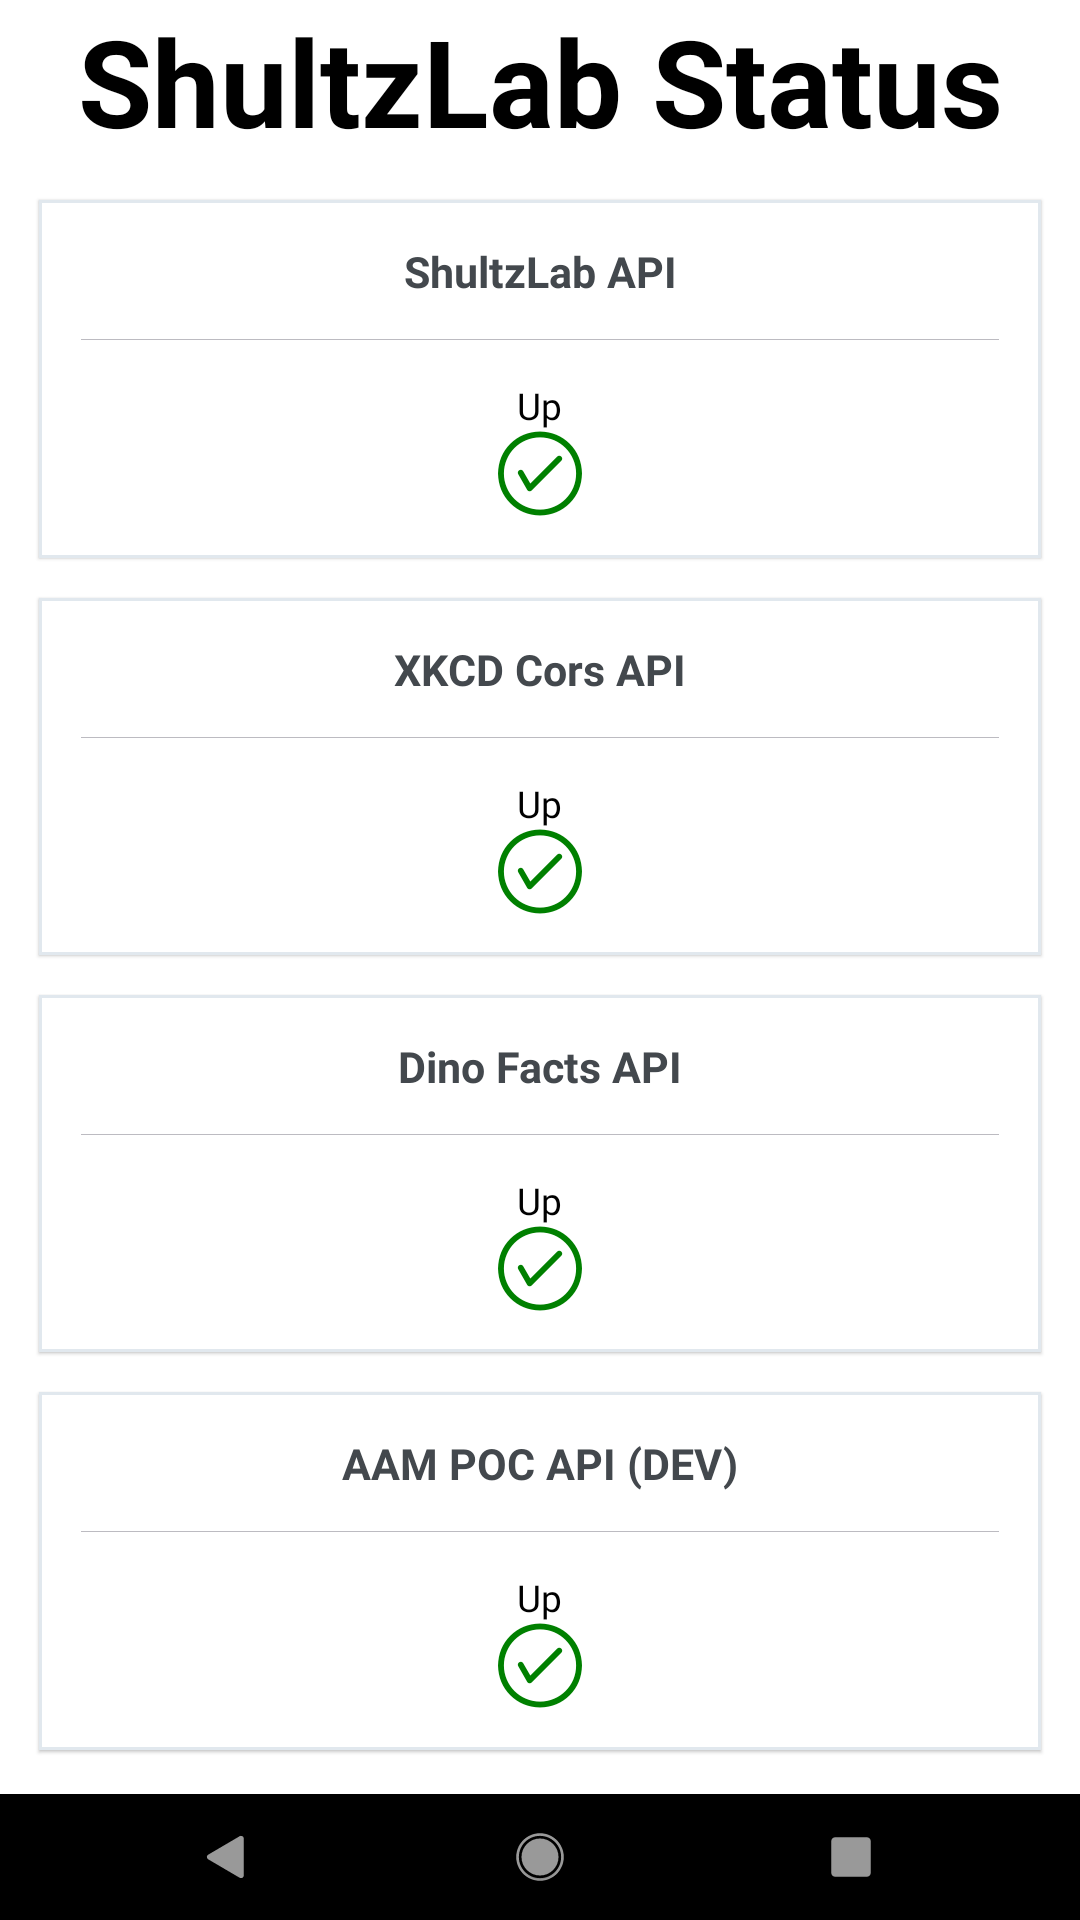 ShultzLab Status
ShultzLab API
Up
XKCD Cors API
Up
Dino Facts API
Up
AAM POC API (DEV)
Up